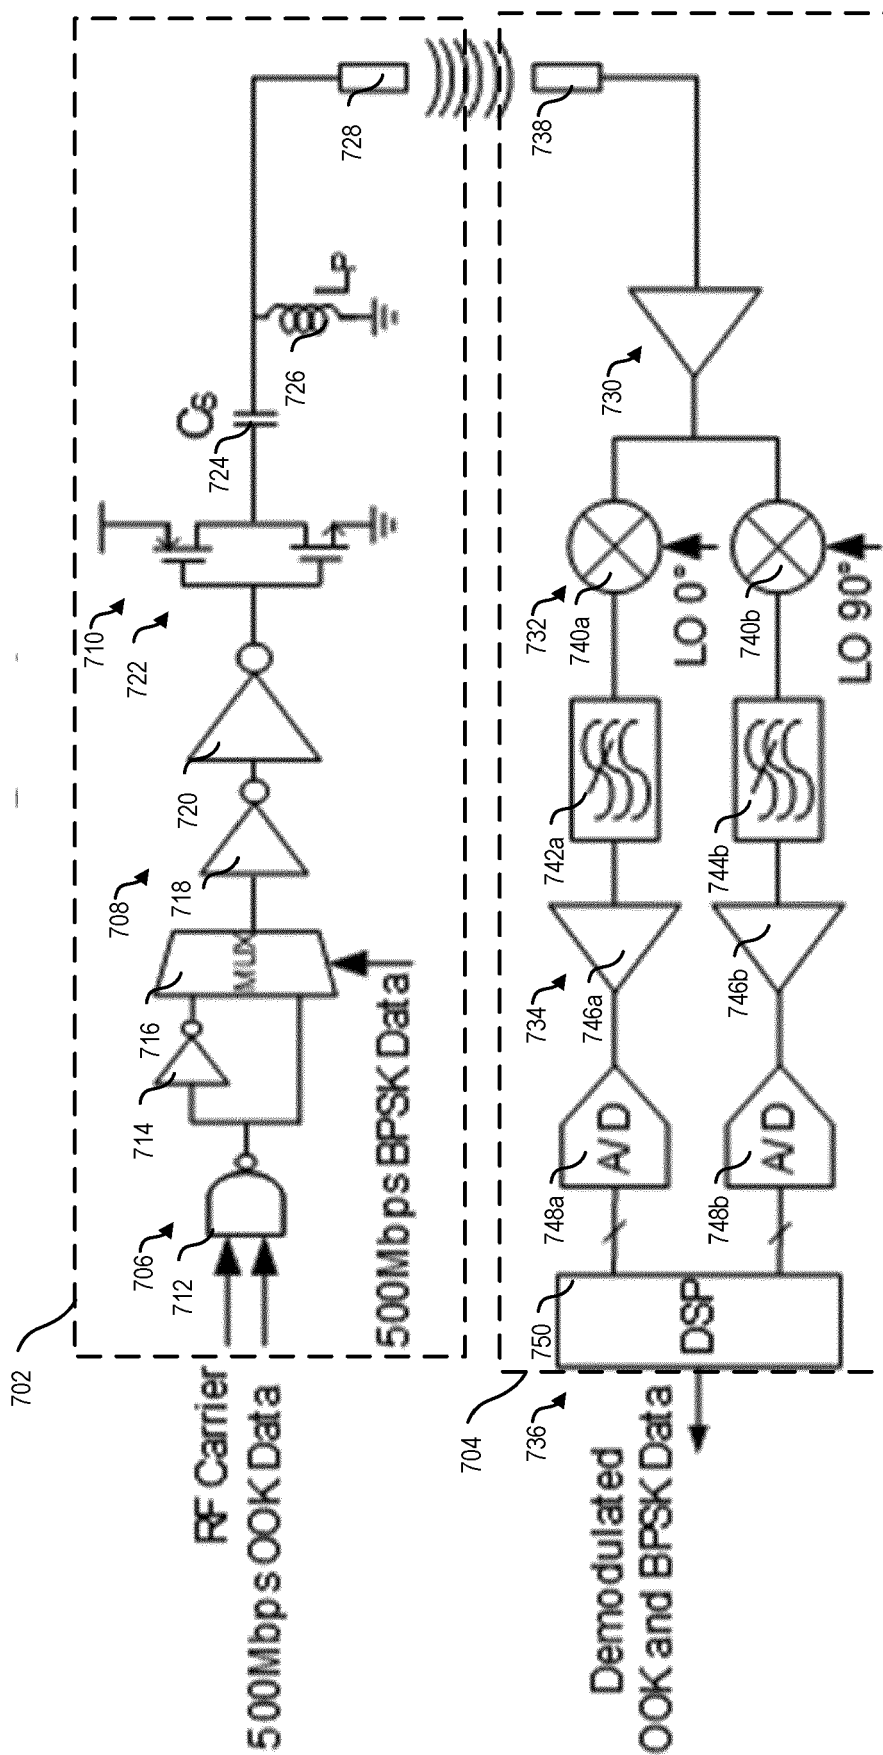 702
RF Carrier
500Mbps OOK Data
706
712
714
716
MUX
500Mbps BPSK Data
708
718
720
710
722
Cs
724
Lp
726
728
704
738
730
732
740a
LO 0°
740b
LO 90°
742a
744b
734
746a
746b
A/D
748a
A/D
748b
750
DSP
736
Demodulated
OOK and BPSK Data